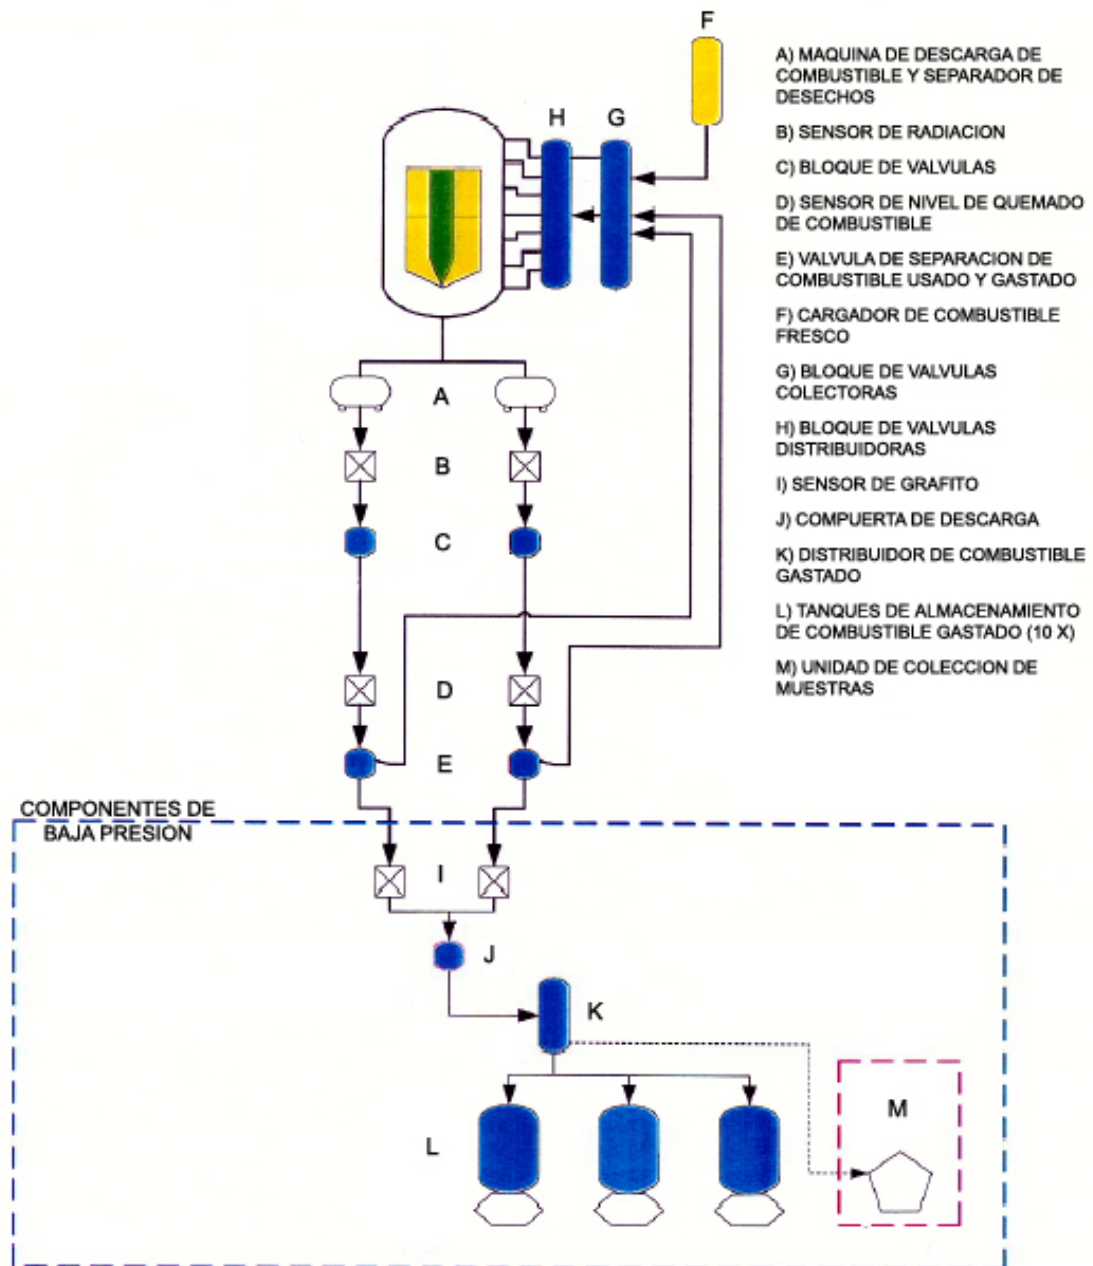 F
H
G
A
B
C
D
E
COMPONENTES DE
BAJA PRESION
I
J
K
L
M
A) MAQUINA DE DESCARGA DE
COMBUSTIBLE Y SEPARADOR DE
DESECHOS
B) SENSOR DE RADIACION
C) BLOQUE DE VALVULAS
D) SENSOR DE NIVEL DE QUEMADO
DE COMBUSTIBLE
E) VALVULA DE SEPARACION DE
COMBUSTIBLE USADO Y GASTADO
F) CARGADOR DE COMBUSTIBLE
FRESCO
G) BLOQUE DE VALVULAS
COLECTORAS
H) BLOQUE DE VALVULAS
DISTRIBUIDORAS
I) SENSOR DE GRAFITO
J) COMPUERTA DE DESCARGA
K) DISTRIBUIDOR DE COMBUSTIBLE
GASTADO
L) TANQUES DE ALMACENAMIENTO
DE COMBUSTIBLE GASTADO (10 X)
M) UNIDAD DE COLECCION DE
MUESTRAS